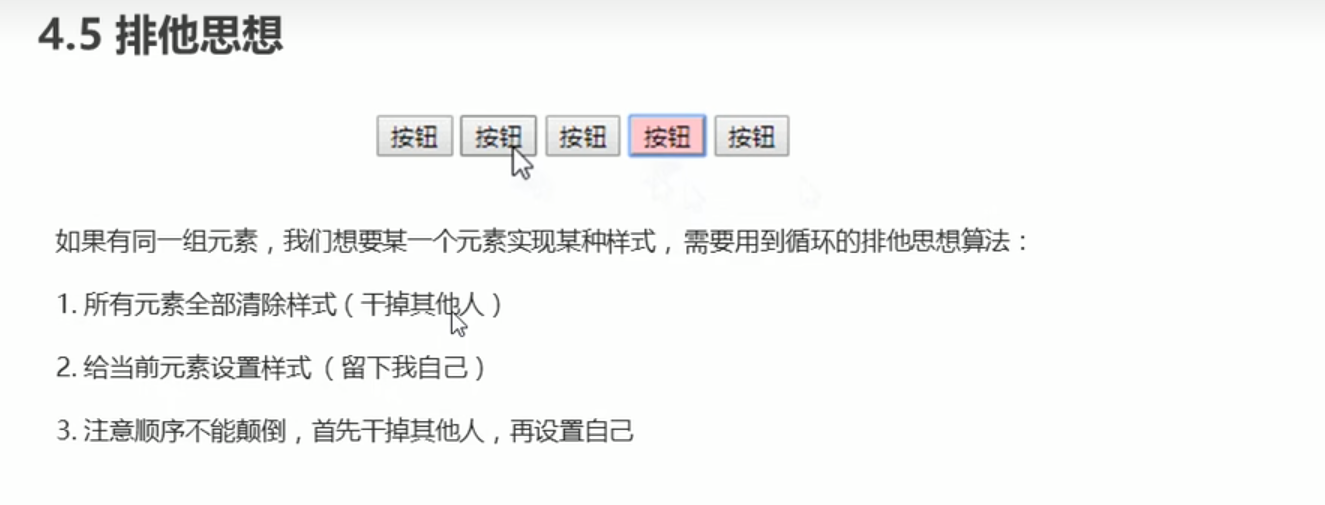 4.5 排他思想
按钮 按钮 按钮 按钮 按钮
如果有同一组元素，我们想要某一个元素实现某种样式，需要用到循环的排他思想算法：
1. 所有元素全部清除样式（干掉其他人）
2. 给当前元素设置样式（留下我自己）
3. 注意顺序不能颠倒，首先干掉其他人，再设置自己